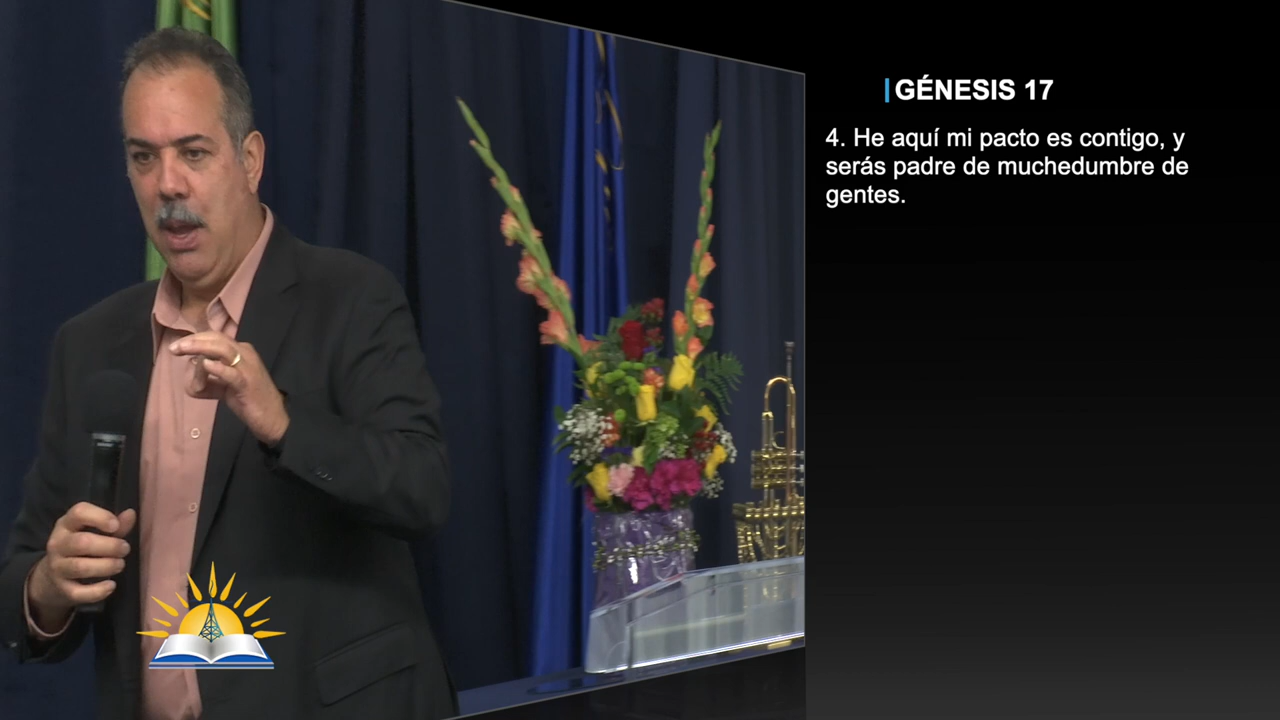 GÉNESIS 17
4. He aquí mi pacto es contigo, y
serás padre de muchedumbre de
gentes.